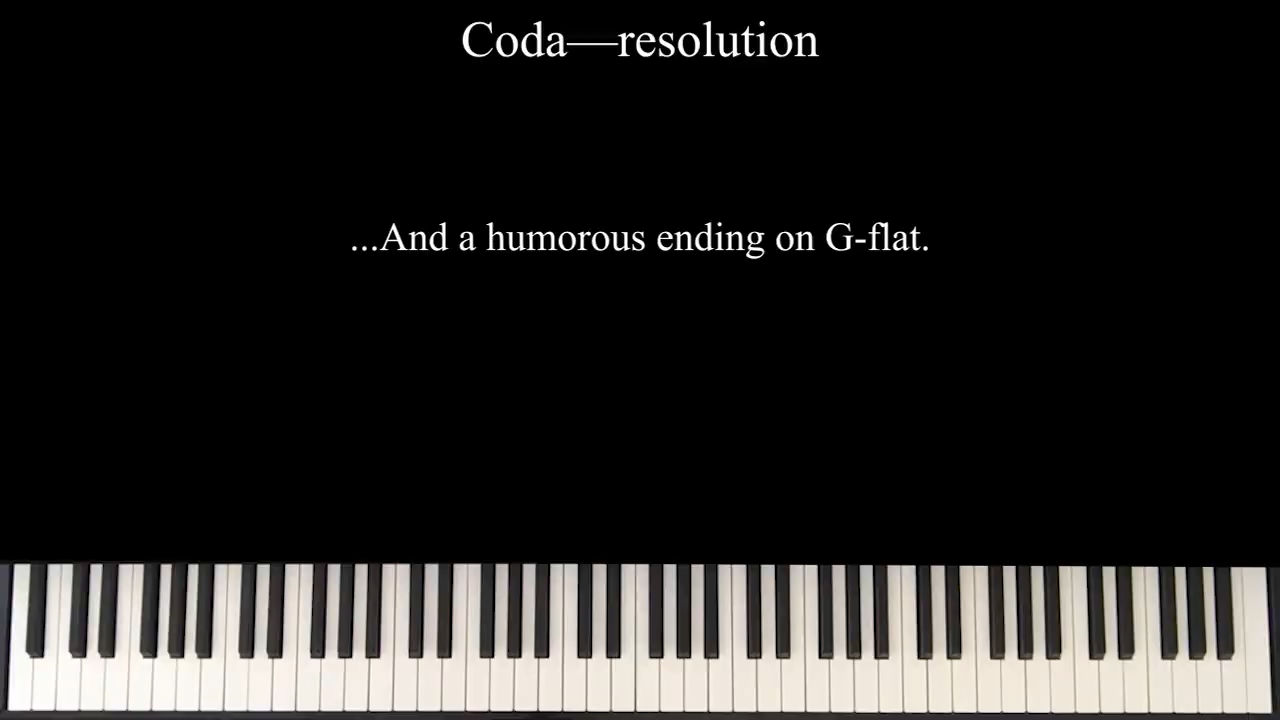 Coda—resolution
...And a humorous ending on G-flat.